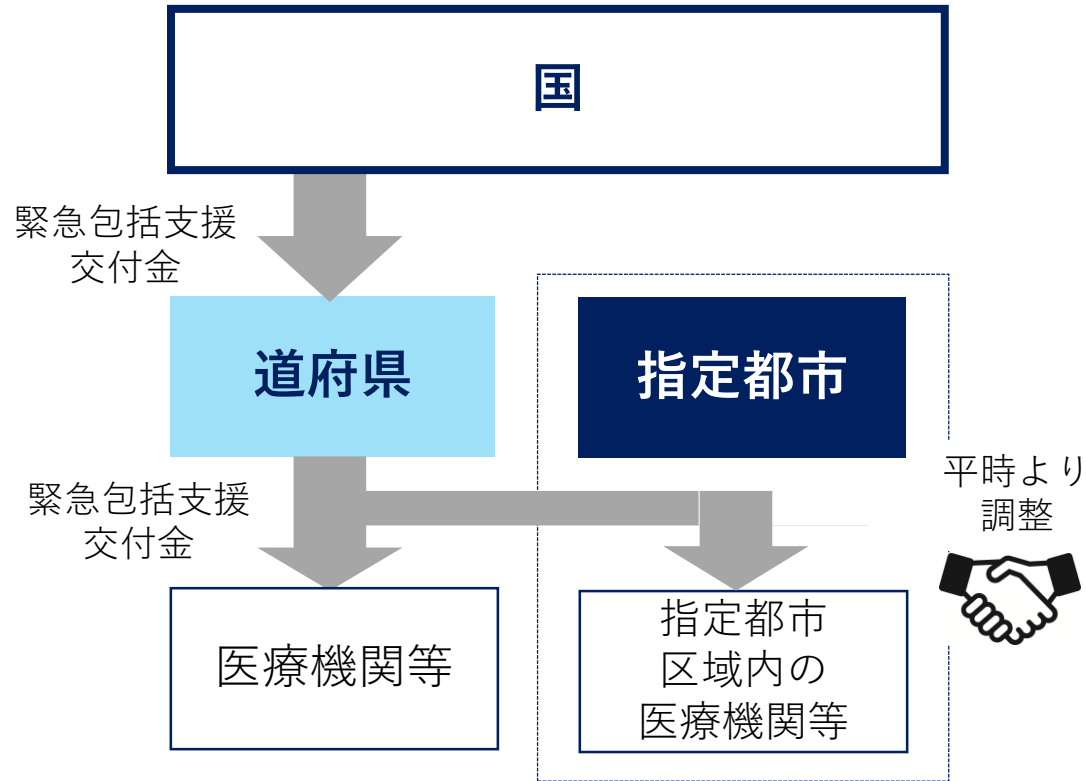 国
緊急包括支援
交付金
道府県
指定都市
緊急包括支援
交付金
平時より
調整
医療機関等
指定都市
区域内の
医療機関等